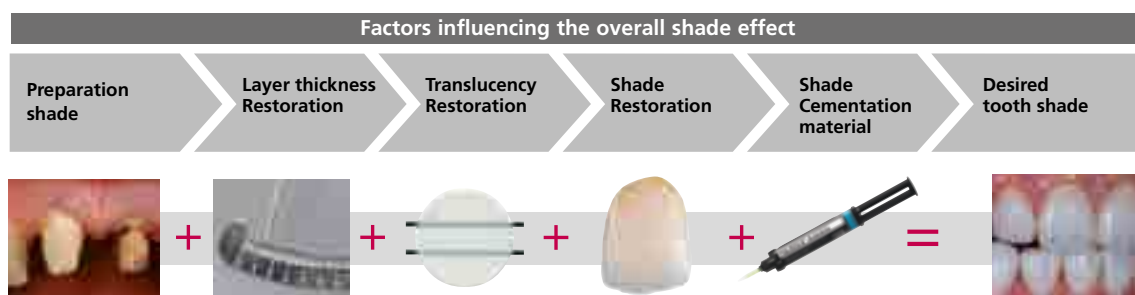 Factors influencing the overall shade effect
Preparation
shade
Layer thickness
Restoration
Translucency
Restoration
Shade
Restoration
Shade
Cementation
material
Desired
tooth shade
+ + + + =